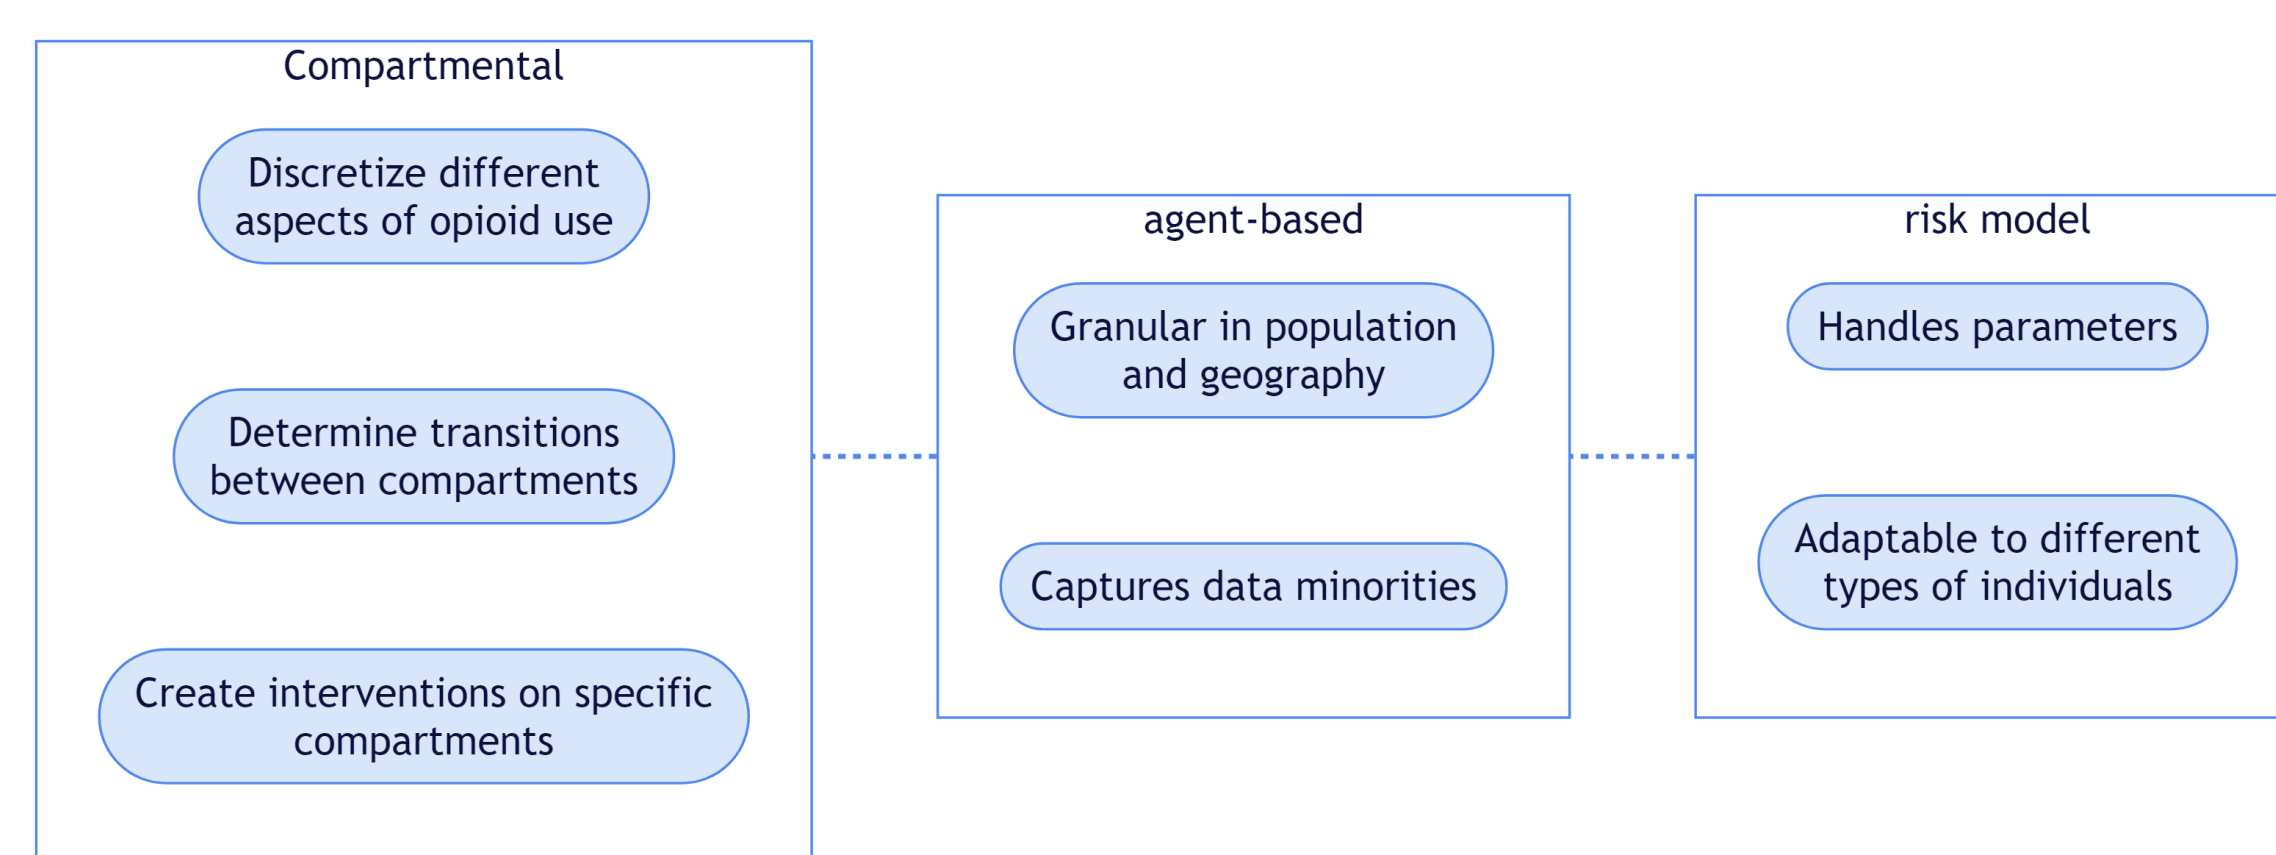 Compartmental
Discretize different
aspects of opioid use
Determine transitions
between compartments
Create interventions on specific
compartments
agent-based
Granular in population
and geography
Captures data minorities
risk model
Handles parameters
Adaptable to different
types of individuals